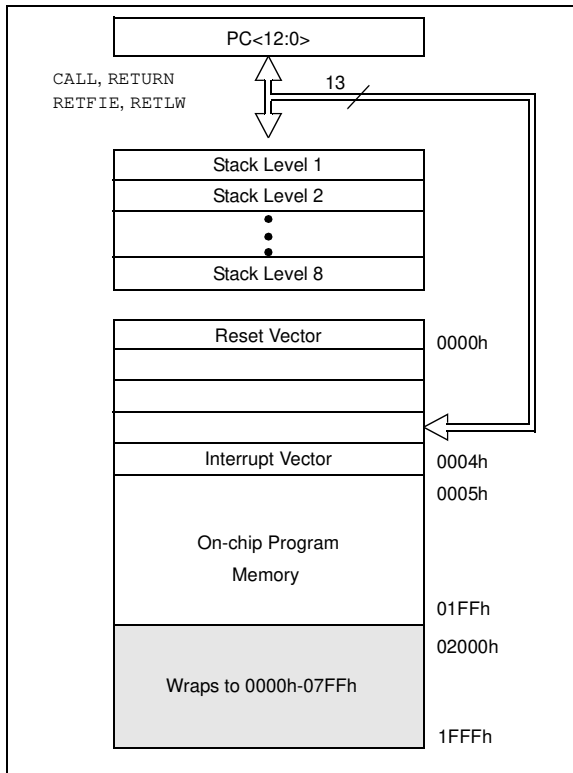 PC<12:0>
CALL, RETURN
RETFIE, RETLW
13
Stack Level 1
Stack Level 2
Stack Level 8
Reset Vector
0000h
Interrupt Vector
0004h
0005h
On-chip Program
Memory
01FFh
02000h
Wraps to 0000h-07FFh
1FFFh